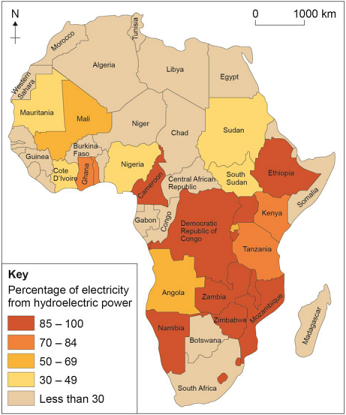 N
0 1000 km
Tunisia
Morocco
Algeria
Libya
Egypt
Western
Sahara
Mauritania
Mali
Niger
Chad
Sudan
Guinea
Burkina
Faso
Cote
D'Ivoire
Ghana
Nigeria
Cameroon
Central African
Republic
South
Sudan
Ethiopia
Somalia
Gabon
Congo
Democratic
Republic of
Congo
Kenya
Tanzania
Angola
Zambia
Mozambique
Zimbabwe
Namibia
Botswana
Madagascar
South Africa
Key
Percentage of electricity
from hydroelectric power
85 – 100
70 – 84
50 – 69
30 – 49
Less than 30